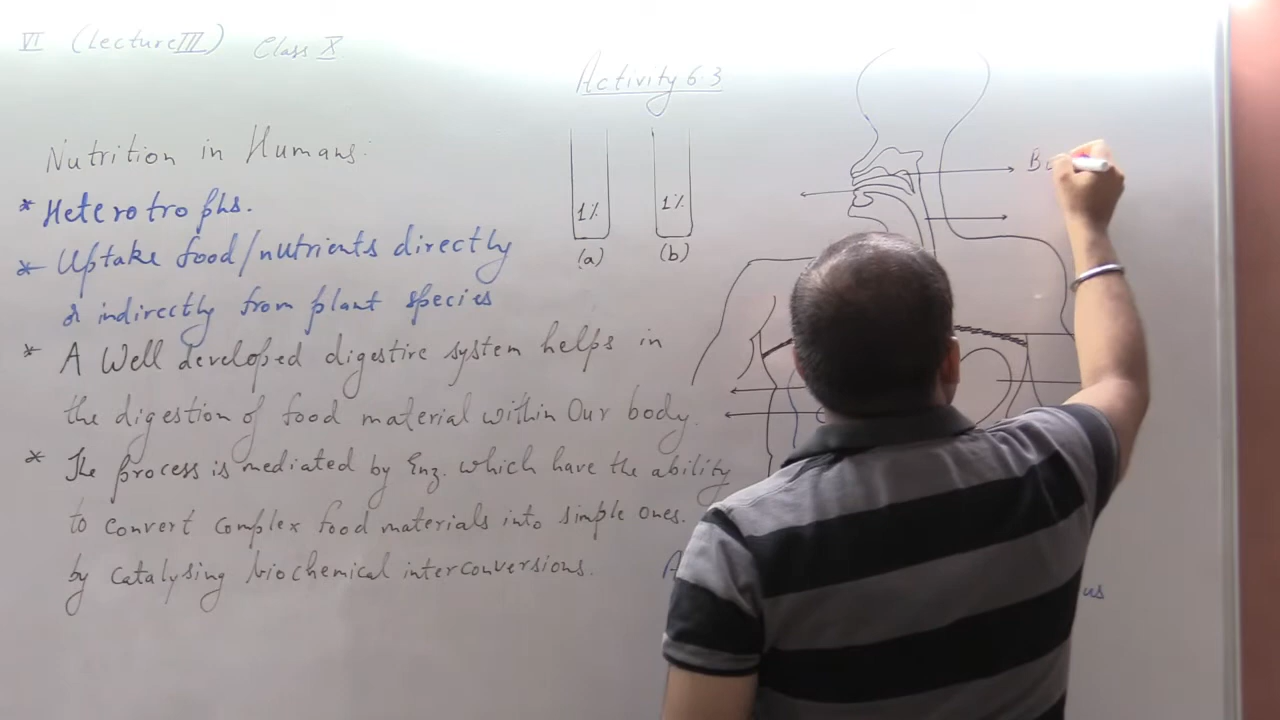 VI (Lecture III) Class X
Activity 6.3
Nutrition in Humans:
* Heterotrophs.
* Uptake food/nutrients directly
or indirectly from plant species
* A Well developed digestive system helps in
the digestion of food material within Our body.
* The process is mediated by Enz. which have the ability
to convert complex food materials into simple ones.
by catalysing biochemical interconversions.
1% 1%
(a) (b)